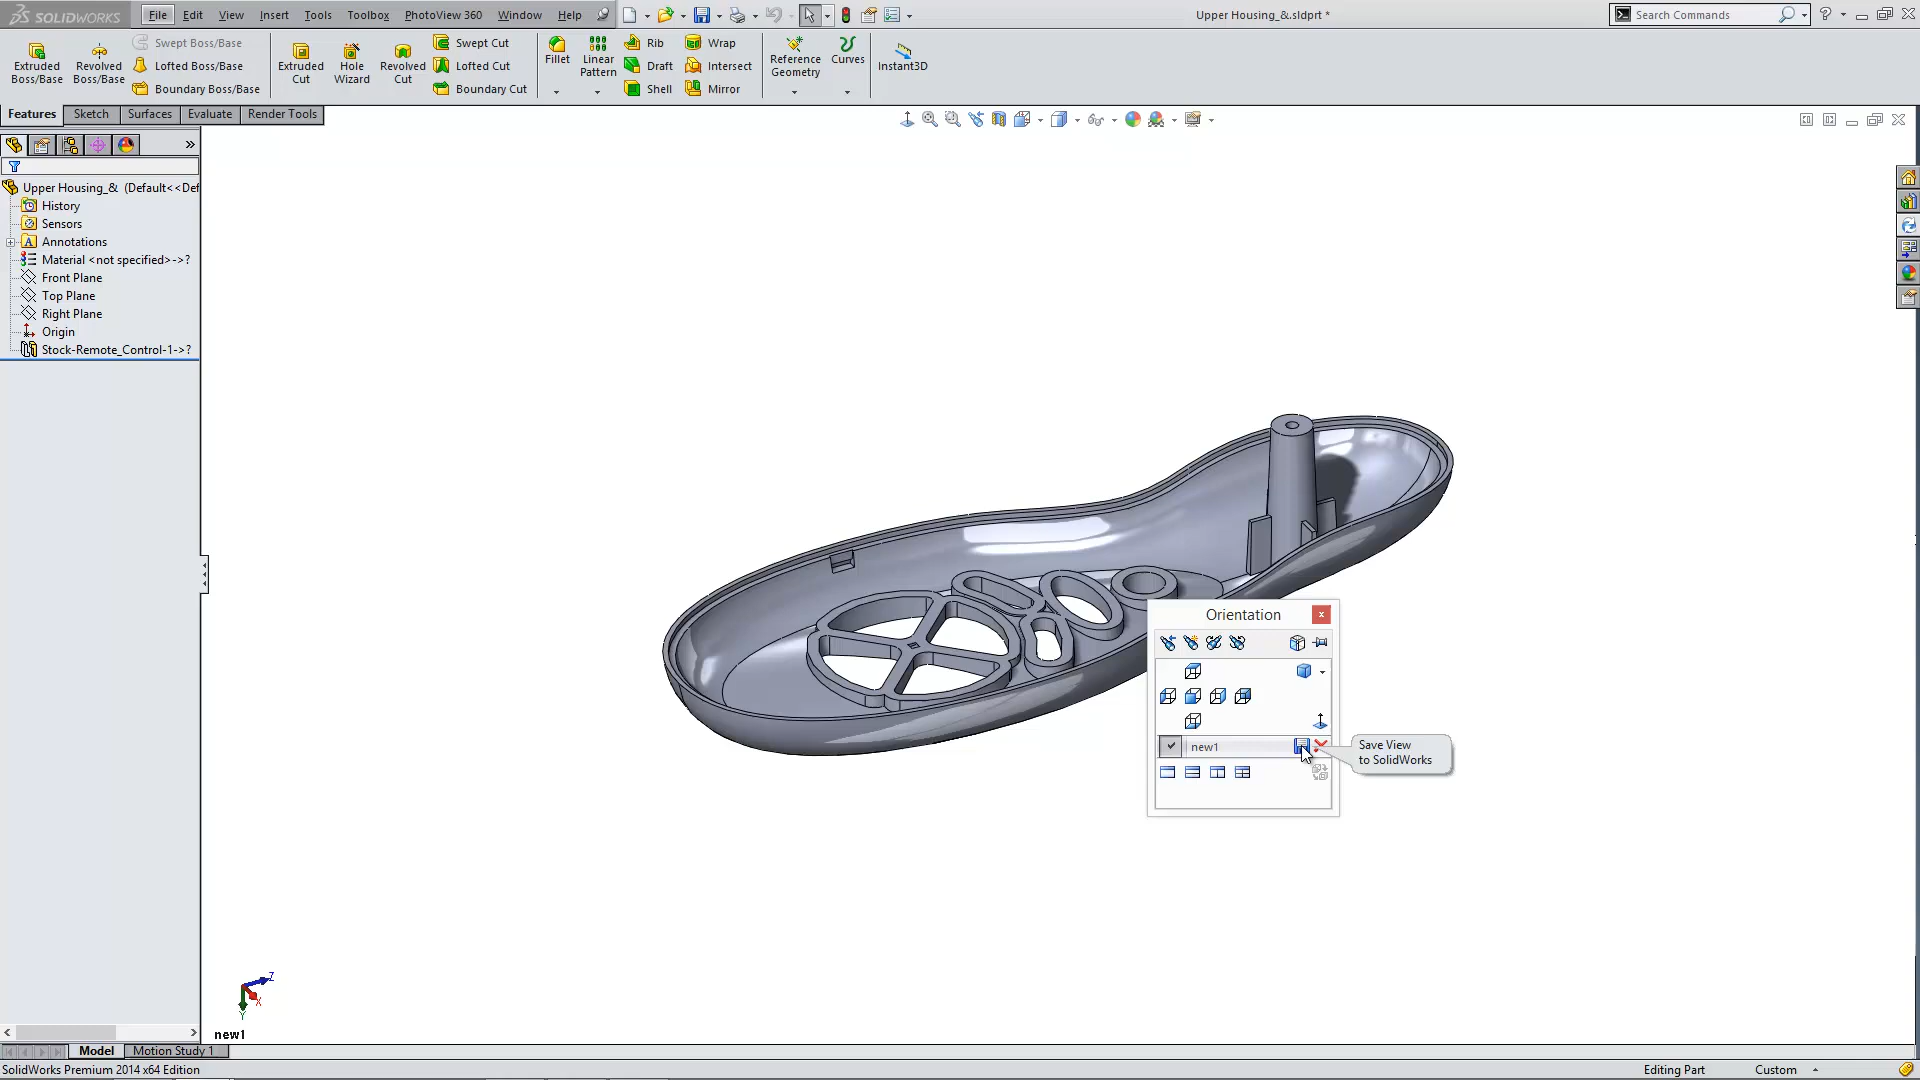 SOLIDWORKS
File Edit View Insert Tools Toolbox PhotoView 360 Window Help
Upper Housing_&.sldprt *
Search Commands
Extruded Boss/Base
Revolved Boss/Base
Swept Boss/Base
Lofted Boss/Base
Boundary Boss/Base
Extruded Cut
Hole Wizard
Revolved Cut
Swept Cut
Lofted Cut
Boundary Cut
Fillet
Linear Pattern
Rib
Draft
Shell
Wrap
Intersect
Mirror
Reference Geometry
Curves
Instant3D
Features Sketch Surfaces Evaluate Render Tools
Upper Housing_& (Default<<Def
History
Sensors
Annotations
Material <not specified>->?
Front Plane
Top Plane
Right Plane
Origin
Stock-Remote_Control-1->?
Orientation
new1
Save View
to SolidWorks
Z
X
Y
new1
Model Motion Study 1
SolidWorks Premium 2014 x64 Edition
Editing Part
Custom